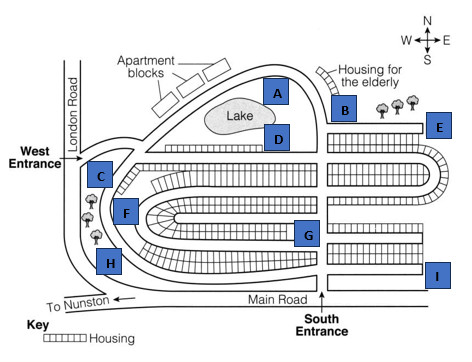 N
W E
S
Apartment
blocks
Housing for
the elderly
London Road
A
B
Lake
E
D
West
Entrance
C
F
G
H
I
To Nunston
Main Road
South
Entrance
Key
Housing